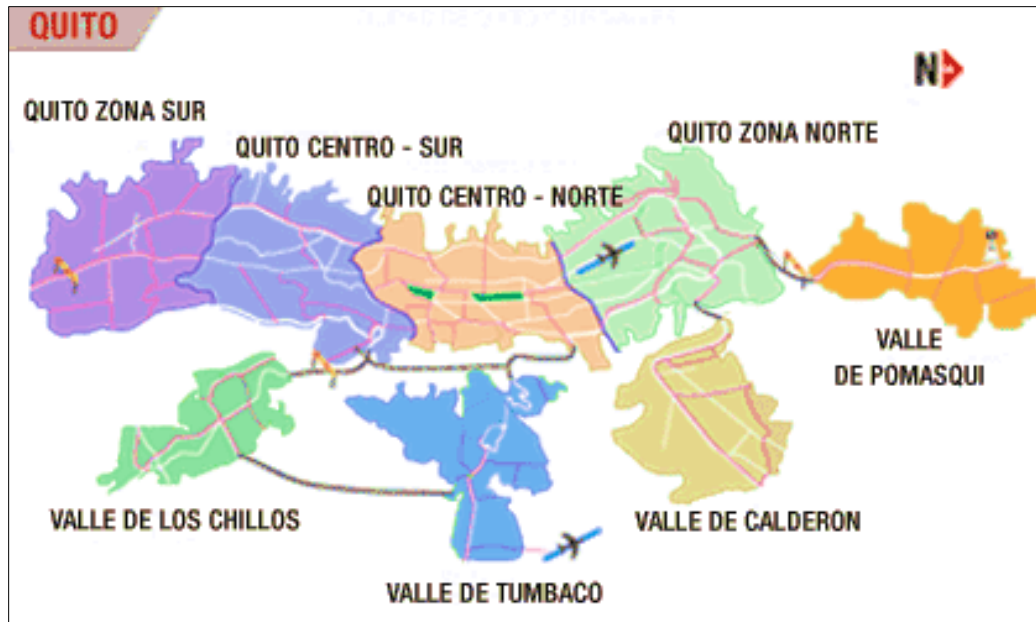 QUITO
N
QUITO ZONA SUR
QUITO CENTRO - SUR
QUITO CENTRO - NORTE
QUITO ZONA NORTE
VALLE
DE POMASQUI
VALLE DE LOS CHILLOS
VALLE DE CALDERON
VALLE DE TUMBACO